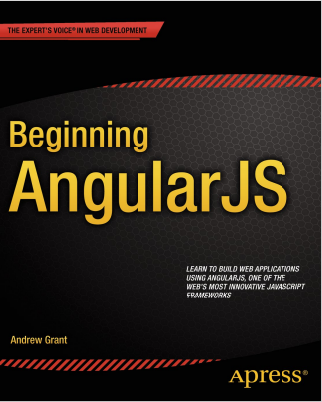 THE EXPERT'S VOICE® IN WEB DEVELOPMENT
Beginning
AngularJS
LEARN TO BUILD WEB APPLICATIONS
USING ANGULARJS, ONE OF THE
WEB'S MOST INNOVATIVE JAVASCRIPT
FRAMEWORKS
Andrew Grant
Apress®